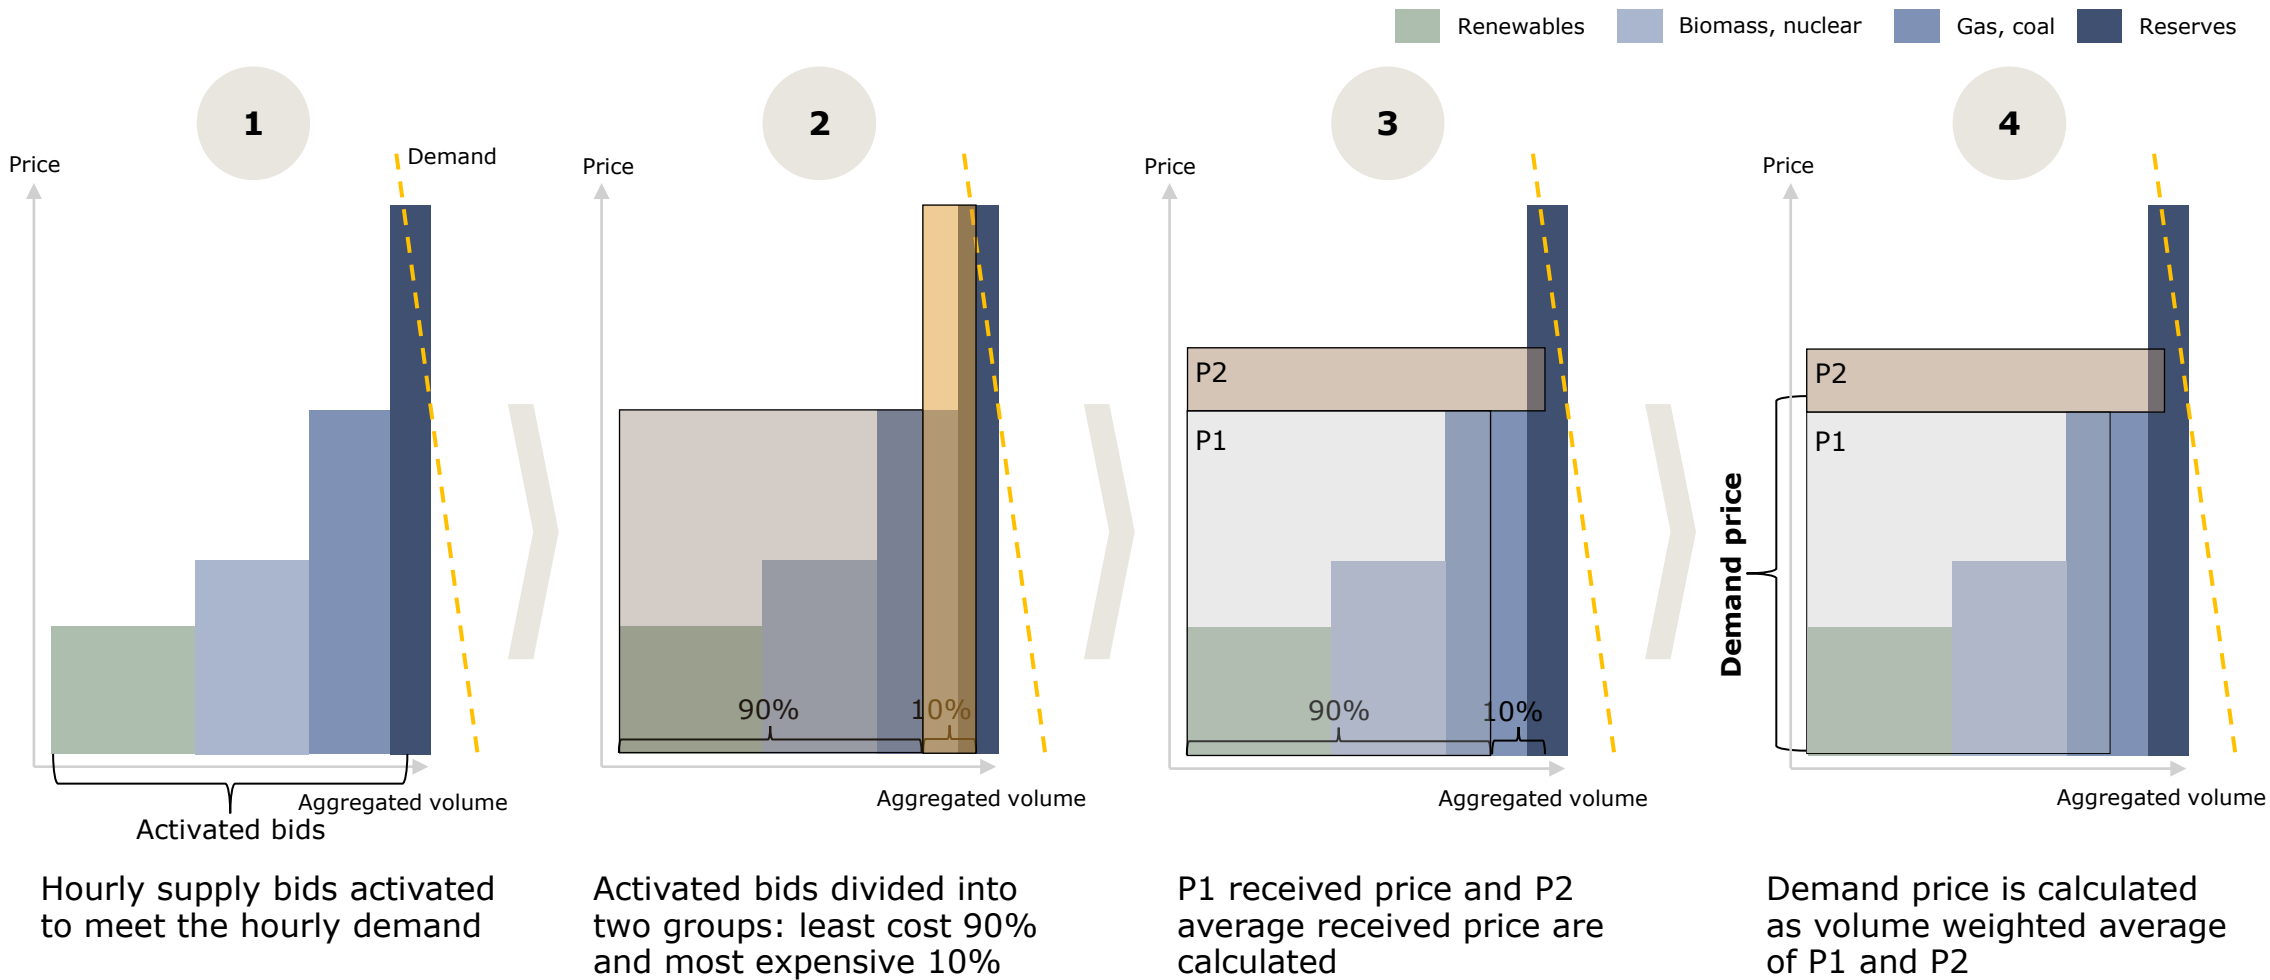 Renewables
Biomass, nuclear
Gas, coal
Reserves
1
2
3
4
Price
Demand
Activated bids
Aggregated volume
Hourly supply bids activated
to meet the hourly demand
Price
90%
10%
Aggregated volume
Activated bids divided into
two groups: least cost 90%
and most expensive 10%
Price
P2
P1
90%
10%
Aggregated volume
P1 received price and P2
average received price are
calculated
Price
P2
P1
Demand price
Aggregated volume
Demand price is calculated
as volume weighted average
of P1 and P2